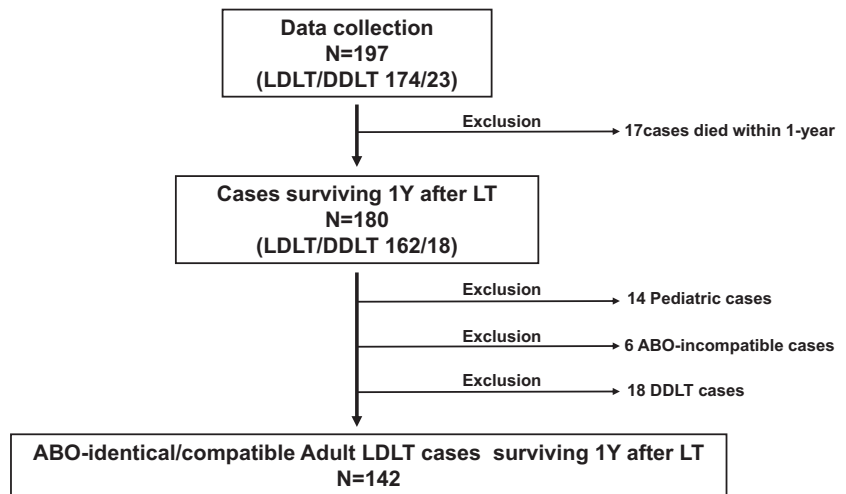 Data collection
N=197
(LDLT/DDLT 174/23)
Exclusion
17cases died within 1-year
Cases surviving 1Y after LT
N=180
(LDLT/DDLT 162/18)
Exclusion
14 Pediatric cases
Exclusion
6 ABO-incompatible cases
Exclusion
18 DDLT cases
ABO-identical/compatible Adult LDLT cases surviving 1Y after LT
N=142